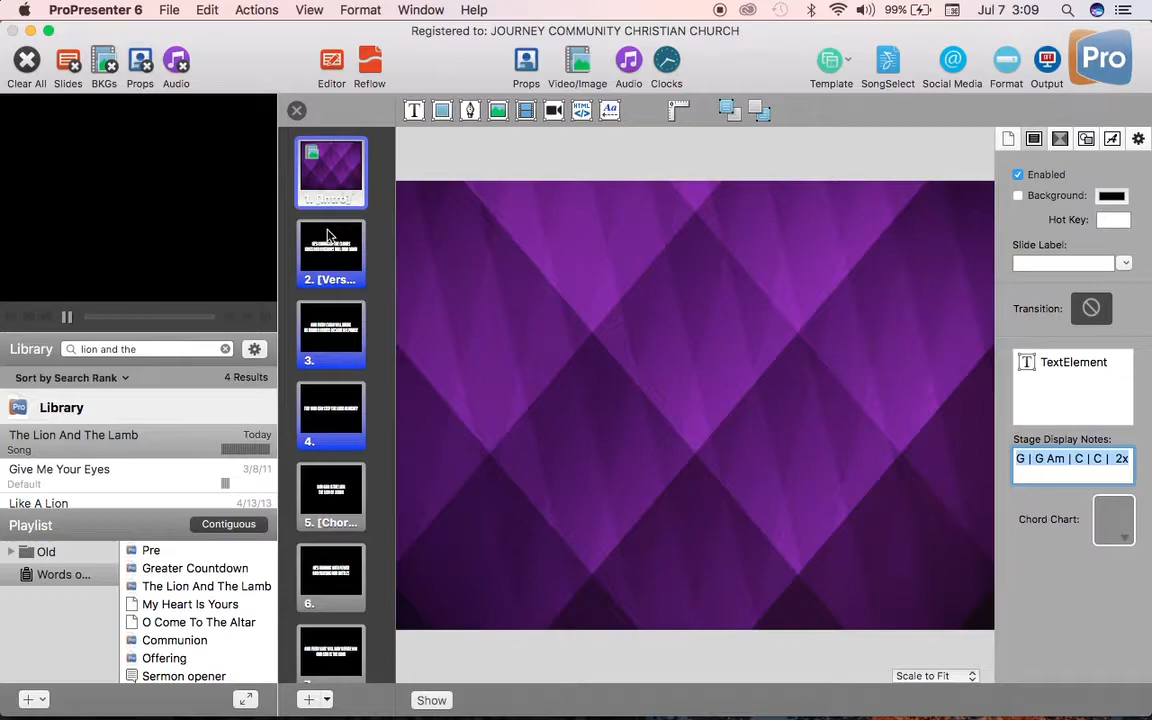 ProPresenter 6 File Edit Actions View Format Window Help 99% Jul 7 3:09
Registered to: JOURNEY COMMUNITY CHRISTIAN CHURCH
Clear All Slides BKGs Props Audio Editor Reflow Props Video/Image Audio Clocks Template SongSelect Social Media Format Output Pro
T HTML </> Aa
Enabled
Background:
Hot Key:
Slide Label:
Transition:
T TextElement
Stage Display Notes:
G | G Am | C | C | 2x
Chord Chart:
1. [Intro]
2. [Vers...
3.
4.
5. [Chor...
6.
Library lion and the
Sort by Search Rank 4 Results
Pro Library
The Lion And The Lamb Today
Song
Give Me Your Eyes 3/8/11
Default
Like A Lion 4/13/13
Playlist Contiguous
Old
Words o...
Pre
Greater Countdown
The Lion And The Lamb
My Heart Is Yours
O Come To The Altar
Communion
Offering
Sermon opener
Scale to Fit
Show